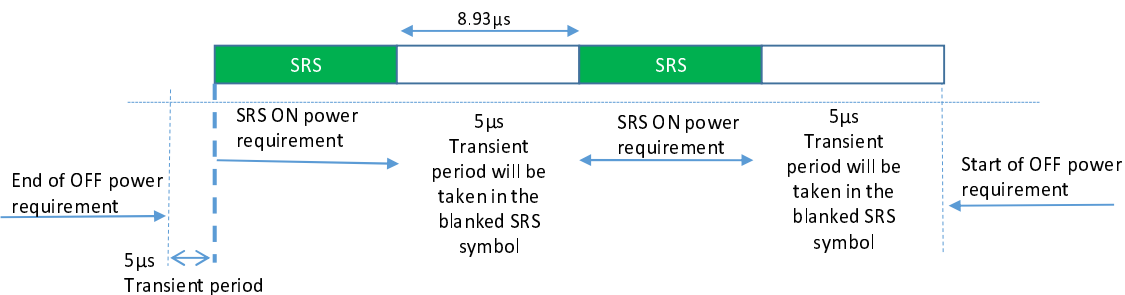 8.93µs
SRS
SRS
SRS ON power
requirement
5µs
Transient
period will be
taken in the
blanked SRS
symbol
SRS ON power
requirement
5µs
Transient
period will be
taken in the
blanked SRS
symbol
End of OFF power
requirement
Start of OFF power
requirement
5µs
Transient period